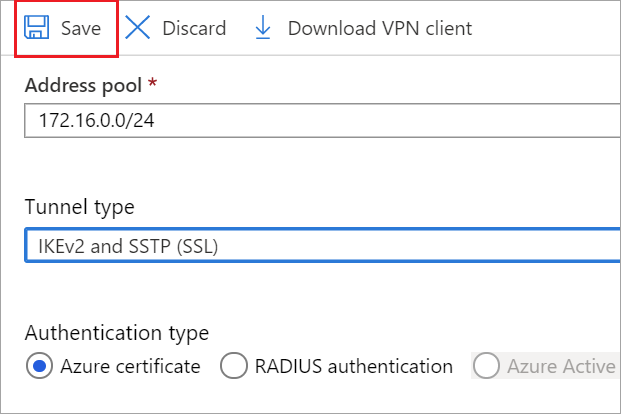 Save Discard Download VPN client
Address pool *
172.16.0.0/24
Tunnel type
IKEv2 and SSTP (SSL)
Authentication type
Azure certificate RADIUS authentication Azure Active